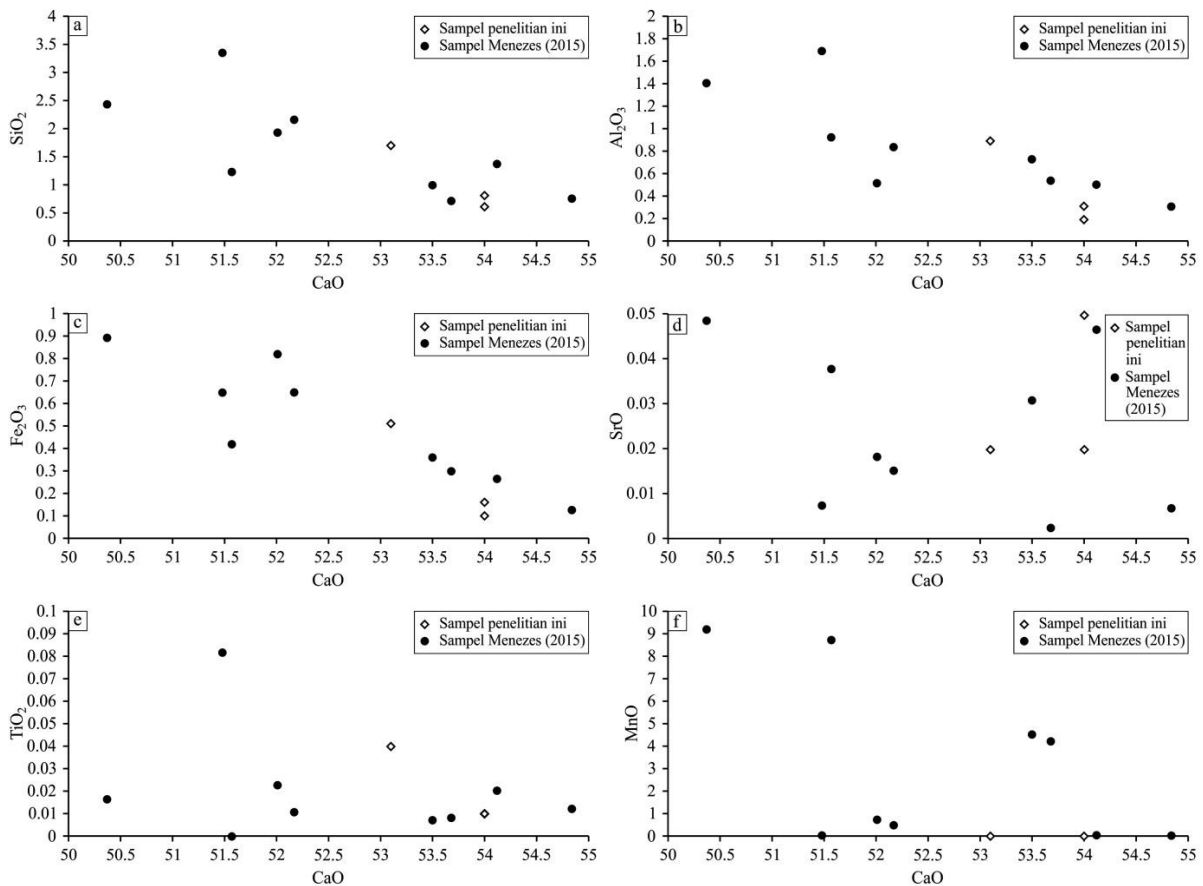 a
Sampel penelitian ini
Sampel Menezes (2015)
SiO₂
4
3.5
3
2.5
2
1.5
1
0.5
0
50 50.5 51 51.5 52 52.5 53 53.5 54 54.5 55
CaO
b
Sampel penelitian ini
Sampel Menezes (2015)
Al₂O₃
2
1.8
1.6
1.4
1.2
1
0.8
0.6
0.4
0.2
0
50 50.5 51 51.5 52 52.5 53 53.5 54 54.5 55
CaO
c
Sampel penelitian ini
Sampel Menezes (2015)
Fe₂O₃
1
0.9
0.8
0.7
0.6
0.5
0.4
0.3
0.2
0.1
0
50 50.5 51 51.5 52 52.5 53 53.5 54 54.5 55
CaO
d
Sampel
penelitian
ini
Sampel
Menezes
(2015)
SrO
0.05
0.04
0.03
0.02
0.01
0
50 50.5 51 51.5 52 52.5 53 53.5 54 54.5 55
CaO
e
Sampel penelitian ini
Sampel Menezes (2015)
TiO₂
0.1
0.09
0.08
0.07
0.06
0.05
0.04
0.03
0.02
0.01
0
50 50.5 51 51.5 52 52.5 53 53.5 54 54.5 55
CaO
f
Sampel penelitian ini
Sampel Menezes (2015)
MnO
10
9
8
7
6
5
4
3
2
1
0
50 50.5 51 51.5 52 52.5 53 53.5 54 54.5 55
CaO